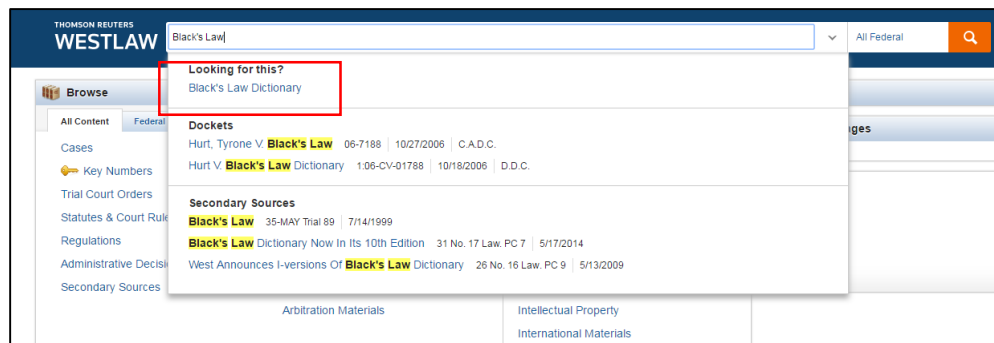 THOMSON REUTERS
WESTLAW
Black's Law
All Federal
Looking for this?
Black's Law Dictionary
Browse
All Content Federal
Cases
Key Numbers
Trial Court Orders
Statutes & Court Rule
Regulations
Administrative Decisi
Secondary Sources
Dockets
Hurt, Tyrone V. Black's Law 06-7188 10/27/2006 C.A.D.C.
Hurt V. Black's Law Dictionary 1:06-CV-01788 10/18/2006 D.D.C.
Secondary Sources
Black's Law 35-MAY Trial 89 7/14/1999
Black's Law Dictionary Now In Its 10th Edition 31 No. 17 Law. PC 7 5/17/2014
West Announces I-versions Of Black's Law Dictionary 26 No. 16 Law. PC 9 5/13/2009
Arbitration Materials
Intellectual Property
International Materials
ges